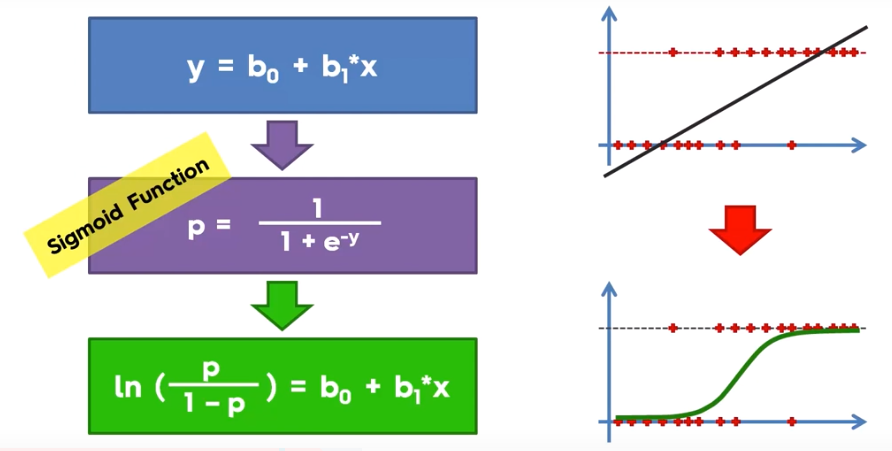 y = b₀ + b₁*x
Sigmoid Function
p = 1 / (1 + e⁻ʸ)
ln (p / (1 - p)) = b₀ + b₁*x